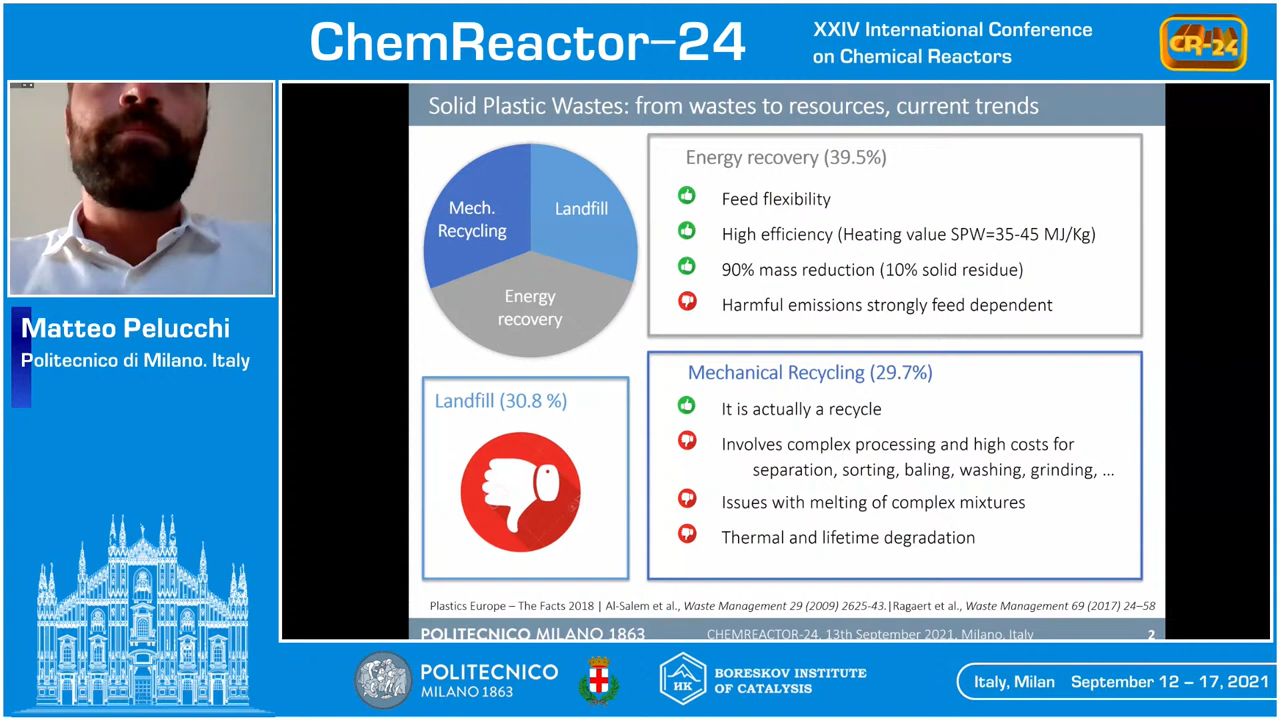 ChemReactor-24
XXIV International Conference
on Chemical Reactors
CR-24
Matteo Pelucchi
Politecnico di Milano. Italy
Solid Plastic Wastes: from wastes to resources, current trends
Mech.
Recycling
Landfill
Energy
recovery
Landfill (30.8 %)
Energy recovery (39.5%)
Feed flexibility
High efficiency (Heating value SPW=35-45 MJ/Kg)
90% mass reduction (10% solid residue)
Harmful emissions strongly feed dependent
Mechanical Recycling (29.7%)
It is actually a recycle
Involves complex processing and high costs for
separation, sorting, baling, washing, grinding, ...
Issues with melting of complex mixtures
Thermal and lifetime degradation
Plastics Europe – The Facts 2018 | Al-Salem et al., Waste Management 29 (2009) 2625-43.|Ragaert et al., Waste Management 69 (2017) 24–58
POLITECNICO MILANO 1863 CHEMREACTOR-24, 13th September 2021, Milano, Italy 2
POLITECNICO
MILANO 1863
HK
BORESKOV INSTITUTE
OF CATALYSIS
Italy, Milan September 12 – 17, 2021